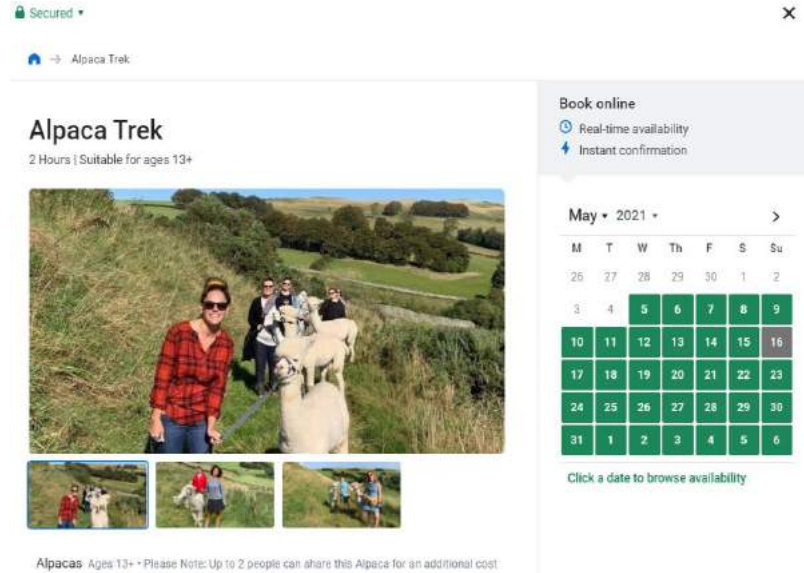 Secured
Alpaca Trek
Alpaca Trek
2 Hours | Suitable for ages 13+
Alpacas Ages 13+ • Please Note: Up to 2 people can share this Alpaca for an additional cost
Book online
Real-time availability
Instant confirmation
May 2021
M T W Th F S Su
26 27 28 29 30 1 2
3 4 5 6 7 8 9
10 11 12 13 14 15 16
17 18 19 20 21 22 23
24 25 26 27 28 29 30
31 1 2 3 4 5 6
Click a date to browse availability